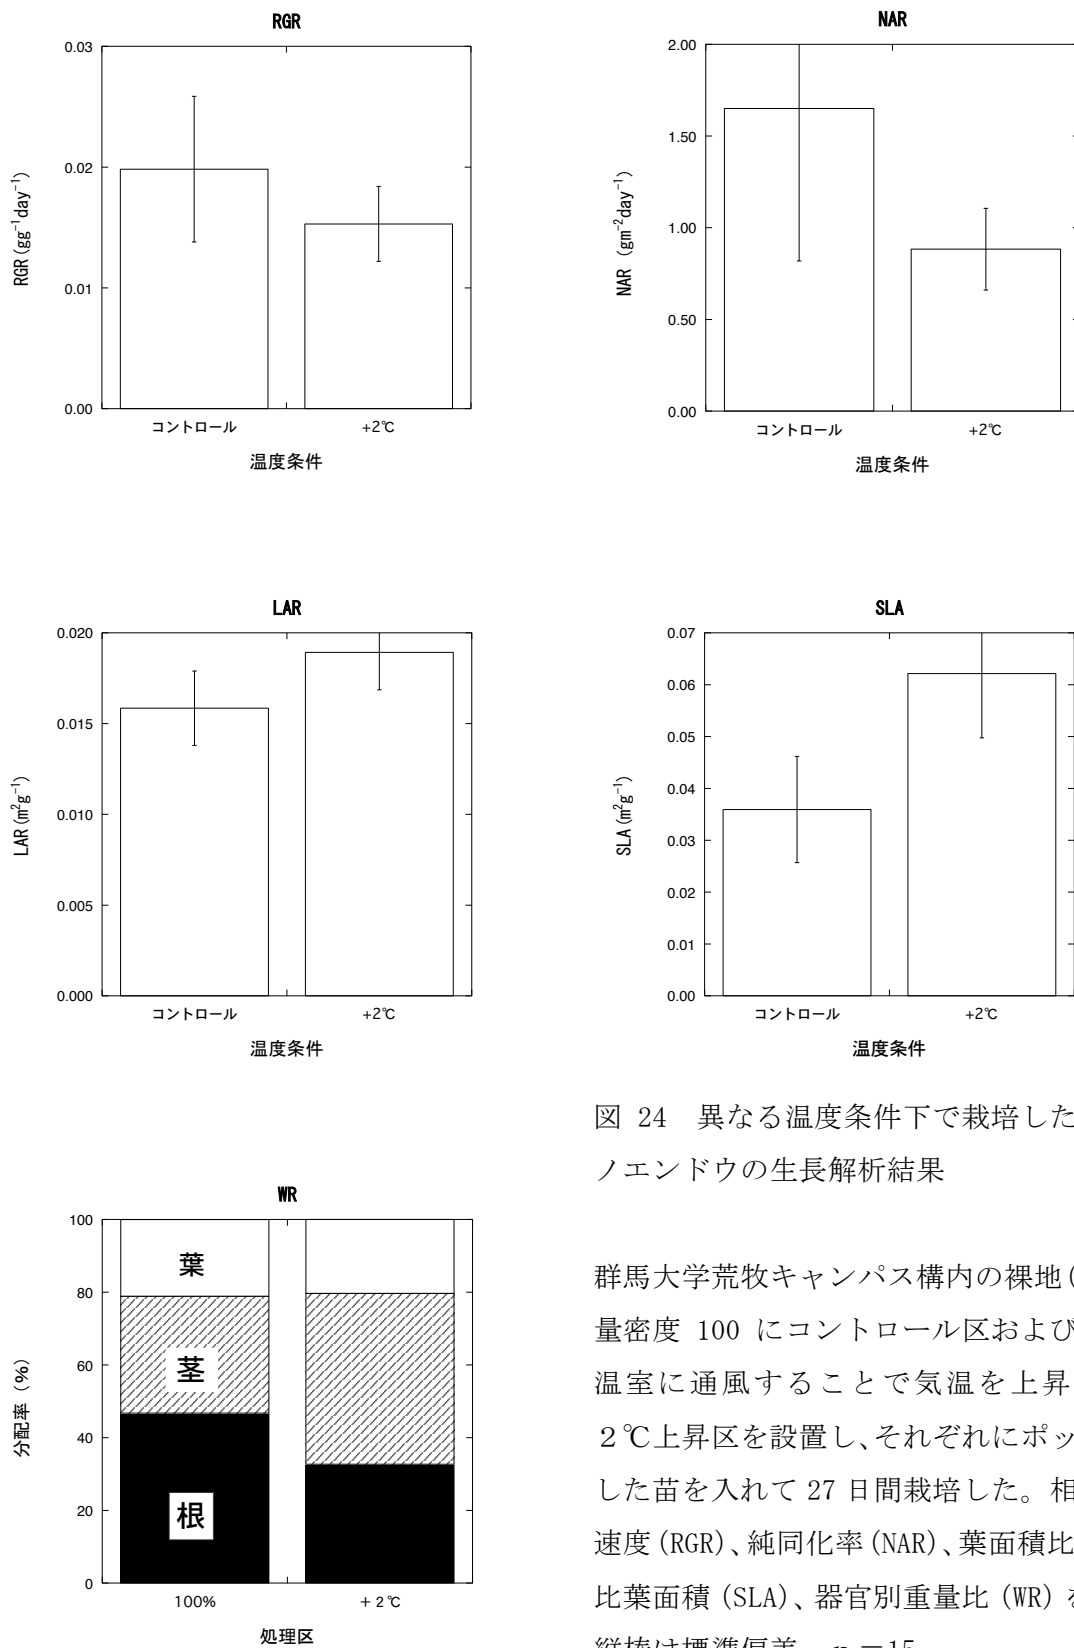 RGR
0.03
0.02
0.01
0.00
RGR(gg⁻¹day⁻¹)
コントロール
+2℃
温度条件
NAR
2.00
1.50
1.00
0.50
0.00
NAR (gm⁻²day⁻¹)
コントロール
+2℃
温度条件
LAR
0.020
0.015
0.010
0.005
0.000
LAR(m²g⁻¹)
コントロール
+2℃
温度条件
SLA
0.07
0.06
0.05
0.04
0.03
0.02
0.01
0.00
SLA(m²g⁻¹)
コントロール
+2℃
温度条件
WR
100
80
60
40
20
0
分配率 (%)
葉
茎
根
100%
+2℃
処理区
図 24 異なる温度条件下で栽培した
ノエンドウの生長解析結果
群馬大学荒牧キャンパス構内の裸地(
量密度 100 にコントロール区および
温室に通風することで気温を上昇
２℃上昇区を設置し、それぞれにポッ
した苗を入れて 27 日間栽培した。相
速度(RGR)、純同化率(NAR)、葉面積比
比葉面積(SLA)、器官別重量比(WR)
縦棒は標準偏差。n=15